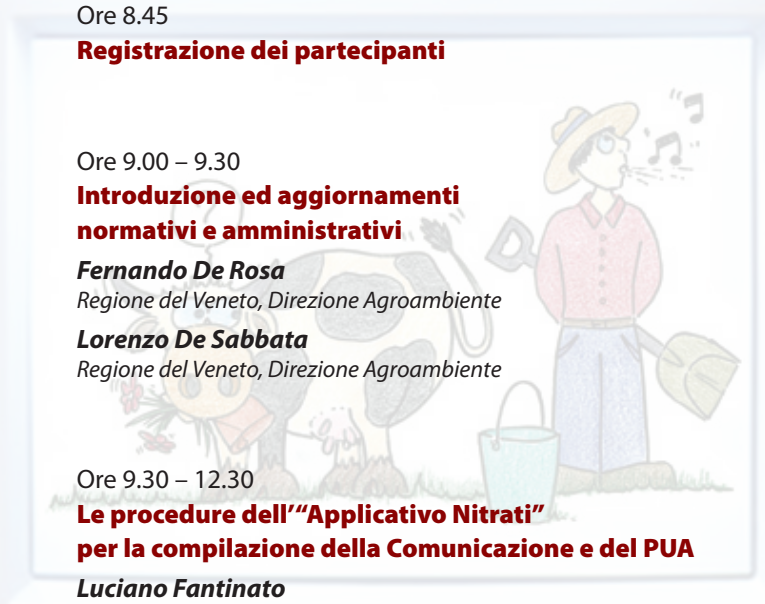 Ore 8.45
Registrazione dei partecipanti
Ore 9.00 – 9.30
Introduzione ed aggiornamenti
normativi e amministrativi
Fernando De Rosa
Regione del Veneto, Direzione Agroambiente
Lorenzo De Sabbata
Regione del Veneto, Direzione Agroambiente
Ore 9.30 – 12.30
Le procedure dell’“Applicativo Nitrati”
per la compilazione della Comunicazione e del PUA
Luciano Fantinato